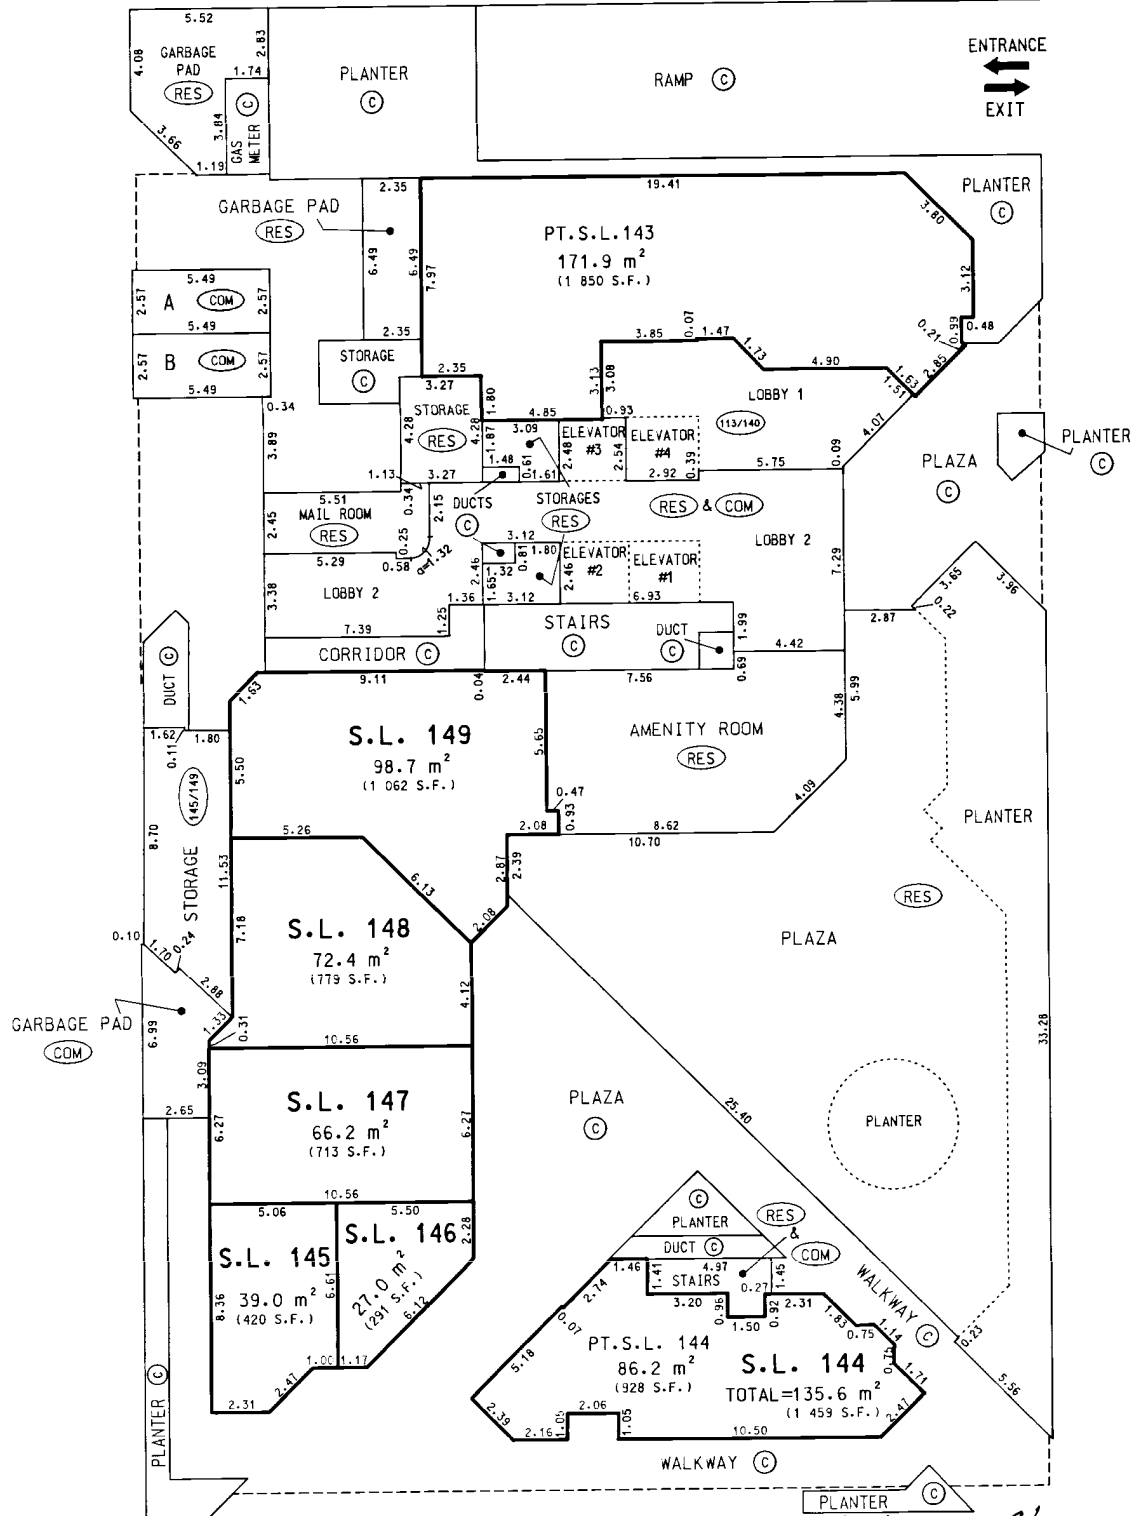 5.52
4.08
GARBAGE
PAD
RES
2.83
1.74
C
3.84
GAS
METER
3.66
1.19
PLANTER
C
RAMP C
ENTRANCE
EXIT
2.35
19.41
3.80
PLANTER
C
GARBAGE PAD
RES
6.49
6.49
7.97
PT.S.L.143
171.9 m²
(1 850 S.F.)
3.12
0.99
0.48
0.21
2.85
5.49
2.57
A
COM
2.57
5.49
2.57
B
COM
2.57
5.49
2.35
STORAGE
C
2.35
3.27
3.85
0.07
1.47
1.73
4.90
1.63
1.51
3.13
3.08
LOBBY 1
113/140
0.34
3.89
STORAGE
RES
4.28
4.28
1.80
4.85
0.93
1.87
3.09
ELEVATOR
#3
ELEVATOR
#4
2.48
2.54
0.39
1.48
0.61
1.61
2.92
5.75
0.09
4.07
PLAZA
C
PLANTER
C
1.13
3.27
5.51
MAIL ROOM
RES
2.45
0.34
2.15
0.25
0.58
a=1.32
5.29
DUCTS
C
STORAGES
RES
RES & COM
LOBBY 2
3.12
1.80
0.81
2.46
1.32
1.65
2.46
3.12
ELEVATOR
#2
ELEVATOR
#1
6.93
7.29
3.38
LOBBY 2
1.36
1.25
7.39
CORRIDOR C
STAIRS
C
DUCT
C
1.99
0.69
4.42
2.87
0.22
3.65
3.96
DUCT C
1.62
0.11
1.80
1.63
9.11
0.04
2.44
7.56
S.L. 149
98.7 m²
(1 062 S.F.)
5.50
5.65
0.47
0.93
2.08
AMENITY ROOM
RES
4.38
5.99
4.09
8.62
10.70
145/149
STORAGE
8.70
5.26
6.13
2.87
2.39
2.08
11.53
7.18
S.L. 148
72.4 m²
(779 S.F.)
4.12
10.56
PLANTER
RES
PLAZA
33.28
0.10
1.70
0.24
2.88
1.33
0.31
GARBAGE PAD
COM
6.99
3.09
2.65
6.27
S.L. 147
66.2 m²
(713 S.F.)
6.27
10.56
PLAZA
C
25.40
PLANTER
5.06
5.50
S.L. 145
39.0 m²
(420 S.F.)
8.36
6.61
S.L. 146
27.0 m²
(291 S.F.)
2.28
6.12
1.00
1.17
2.47
2.31
PLANTER C
C
PLANTER
DUCT C
RES
&
COM
1.46
1.41
4.97
STAIRS
0.27
1.45
2.74
0.07
5.18
3.20
0.96
1.50
0.92
2.31
1.83
0.75
1.14
0.75
1.71
2.47
PT.S.L. 144
86.2 m²
(928 S.F.)
S.L. 144
TOTAL=135.6 m²
(1 459 S.F.)
2.39
2.16
1.05
2.06
1.05
10.50
WALKWAY C
0.23
5.56
WALKWAY C
PLANTER C